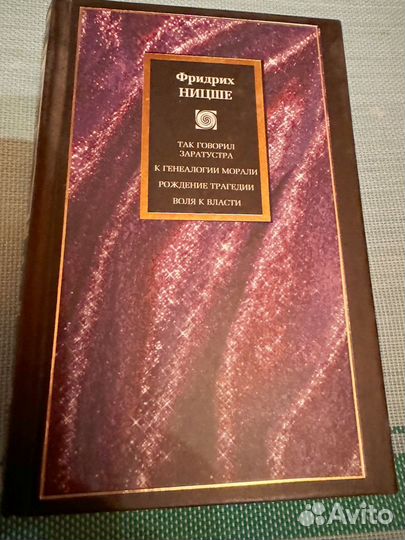 Фридрих
НИЦШЕ
ТАК ГОВОРИЛ
ЗАРАТУСТРА
К ГЕНЕАЛОГИИ МОРАЛИ
РОЖДЕНИЕ ТРАГЕДИИ
ВОЛЯ К ВЛАСТИ
Avito